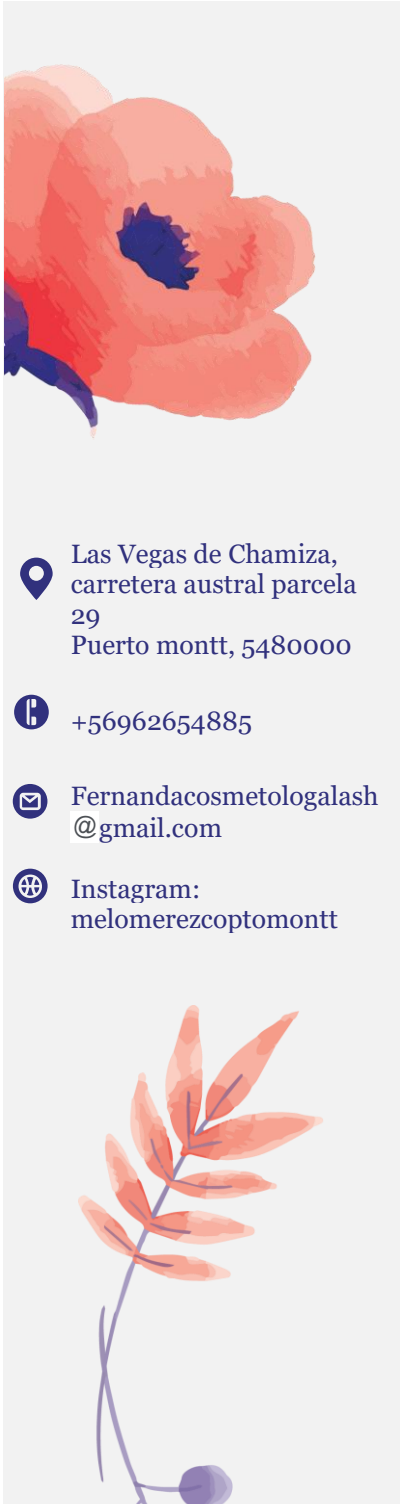 Las Vegas de Chamiza,
carretera austral parcela
29
Puerto montt, 5480000
+56962654885
Fernandacosmetologalash
@gmail.com
Instagram:
melomerezcoptomontt